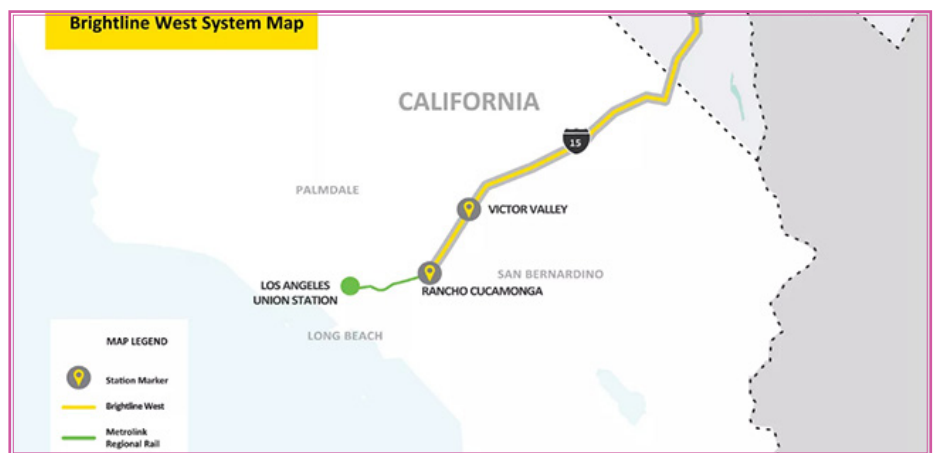 Brightline West System Map
CALIFORNIA
15
PALMDALE
VICTOR VALLEY
SAN BERNARDINO
LOS ANGELES
UNION STATION
RANCHO CUCAMONGA
LONG BEACH
MAP LEGEND
Station Marker
Brightline West
Metrolink
Regional Rail